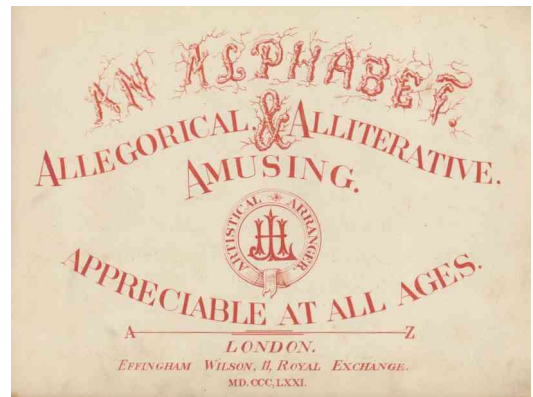 AN ALPHABET.
ALLEGORICAL, & ALLITERATIVE.
AMUSING.
ARTISTICAL ARRANGER.
APPRECIABLE AT ALL AGES.
A Z
LONDON.
EFFINGHAM WILSON, 11, ROYAL EXCHANGE.
MD.CCC,LXXI.